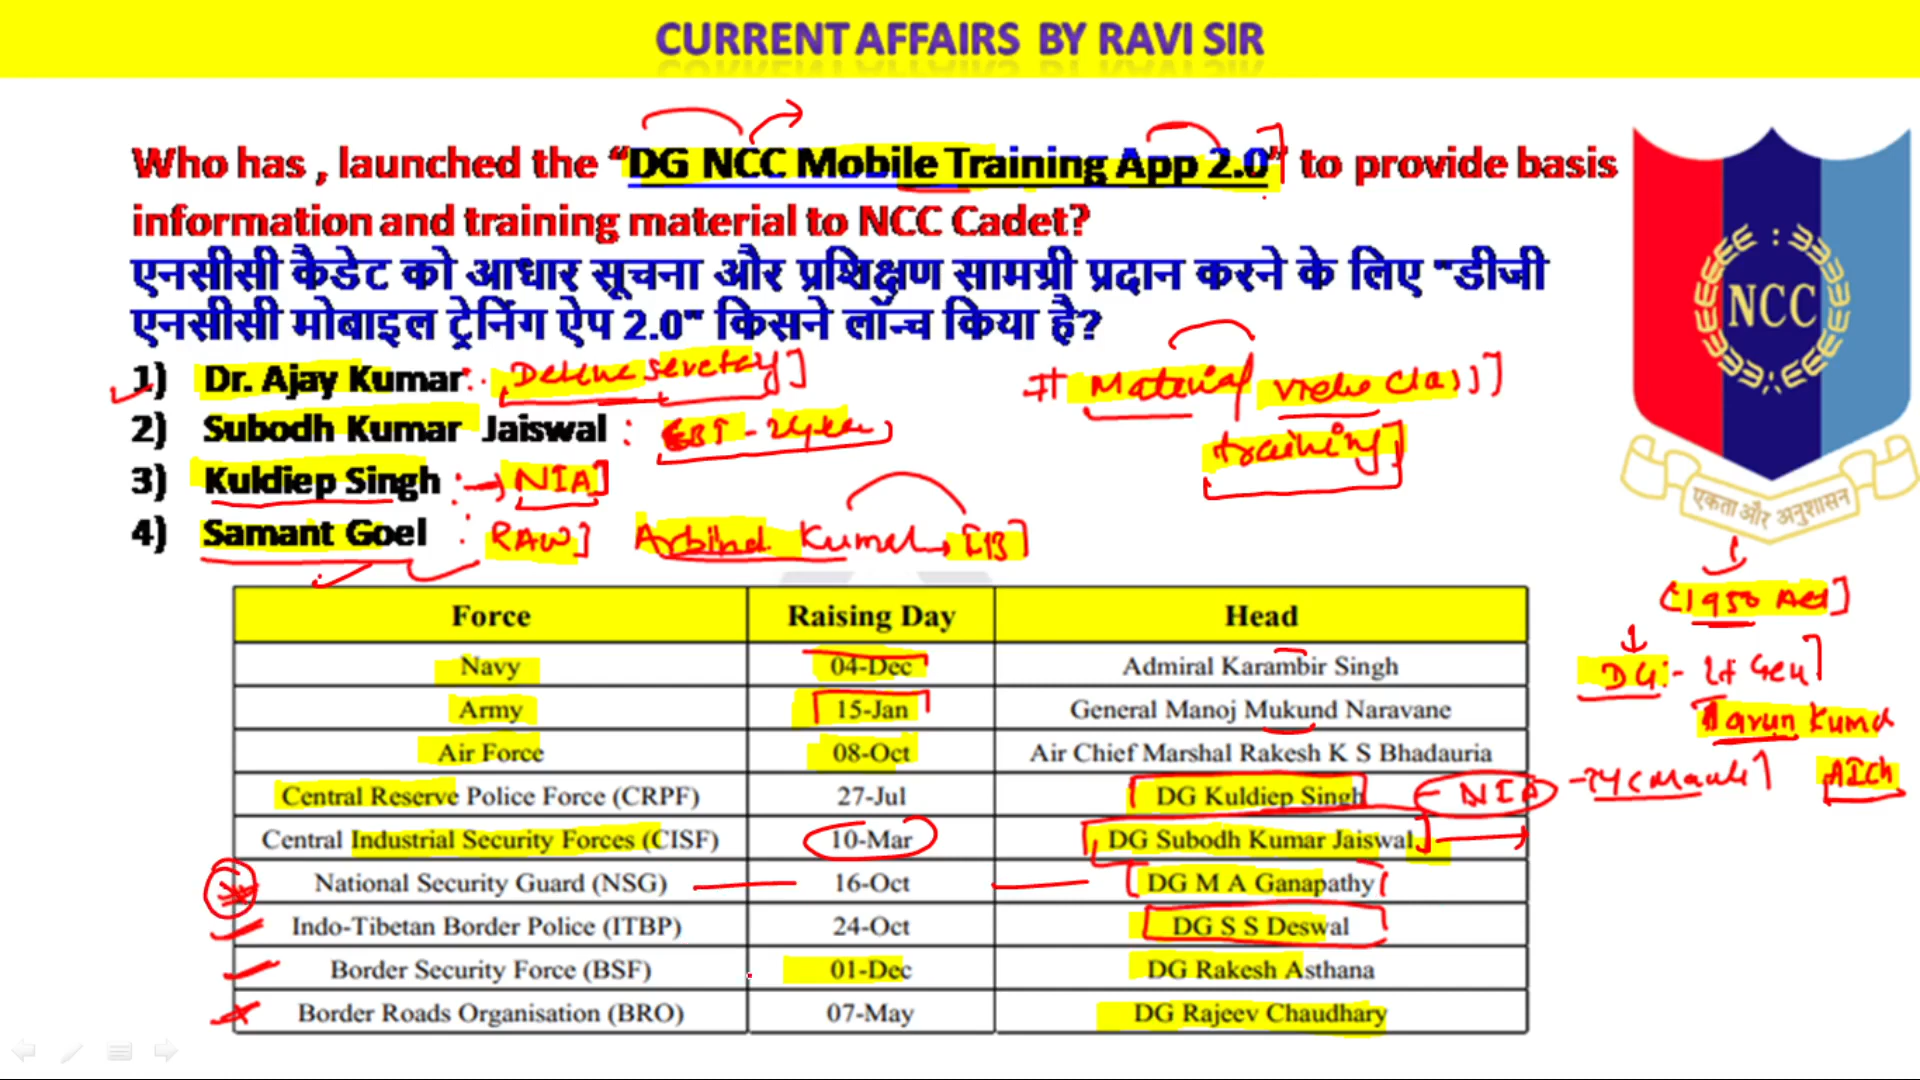 CURRENT AFFAIRS BY RAVI SIR
Who has , launched the “DG NCC Mobile Training App 2.0” to provide basis
information and training material to NCC Cadet?
एनसीसी कैडेट को आधार सूचना और प्रशिक्षण सामग्री प्रदान करने के लिए "डीजी
एनसीसी मोबाइल ट्रेनिंग ऐप 2.0" किसने लॉन्च किया है?
1) Dr. Ajay Kumar
2) Subodh Kumar Jaiswal :
3) Kuldiep Singh : → NIA]
4) Samant Goel : RAW]
Arbind Kumar → [IB]
# Material video class]
training]
NCC
एकता और अनुशासन
[1950 Act]
DG :- Lt Gen]
Tarun Kumar
AICh
Force Raising Day Head
Navy 04-Dec Admiral Karambir Singh
Army 15-Jan General Manoj Mukund Naravane
Air Force 08-Oct Air Chief Marshal Rakesh K S Bhadauria
Central Reserve Police Force (CRPF) 27-Jul DG Kuldiep Singh NIA
Central Industrial Security Forces (CISF) 10-Mar DG Subodh Kumar Jaiswal
National Security Guard (NSG) 16-Oct DG M A Ganapathy
Indo-Tibetan Border Police (ITBP) 24-Oct DG S S Deswal
Border Security Force (BSF) 01-Dec DG Rakesh Asthana
Border Roads Organisation (BRO) 07-May DG Rajeev Chaudhary